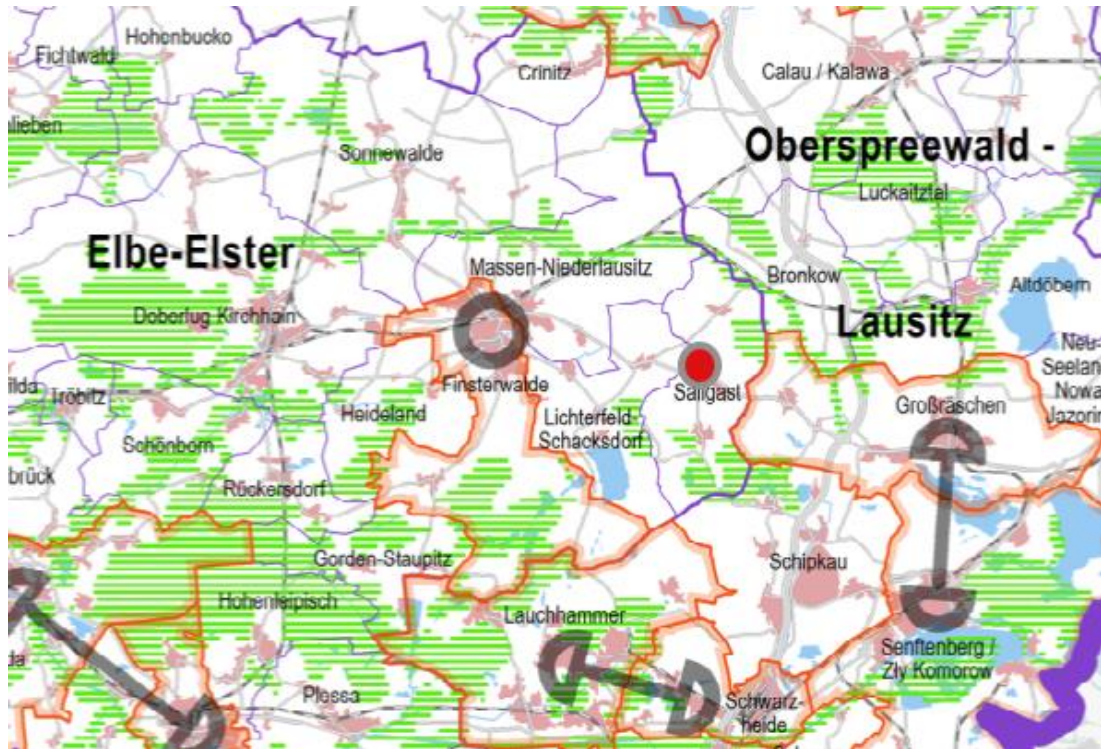 Hohenbucko
Fichtwald
Crinitz
Calau / Kalawa
lieben
Sonnewalde
Oberspreewald -
Luckaitztal
Elbe-Elster
Massen-Niederlausitz
Bronkow
Altdöbern
Doberlug Kirchhain
Lausitz
Neu-
Seelan
Nowa
Jazorin
Finsterwalde
Sallgast
Großräschen
ilda
Tröbitz
Heideland
Lichterfeld-
Schacksdorf
Schönborn
brück
Rückersdorf
Gorden-Staupitz
Schipkau
Hohenleipisch
Lauchhammer
Senftenberg /
Zly Komorow
da
Plessa
Schwarz-
heide